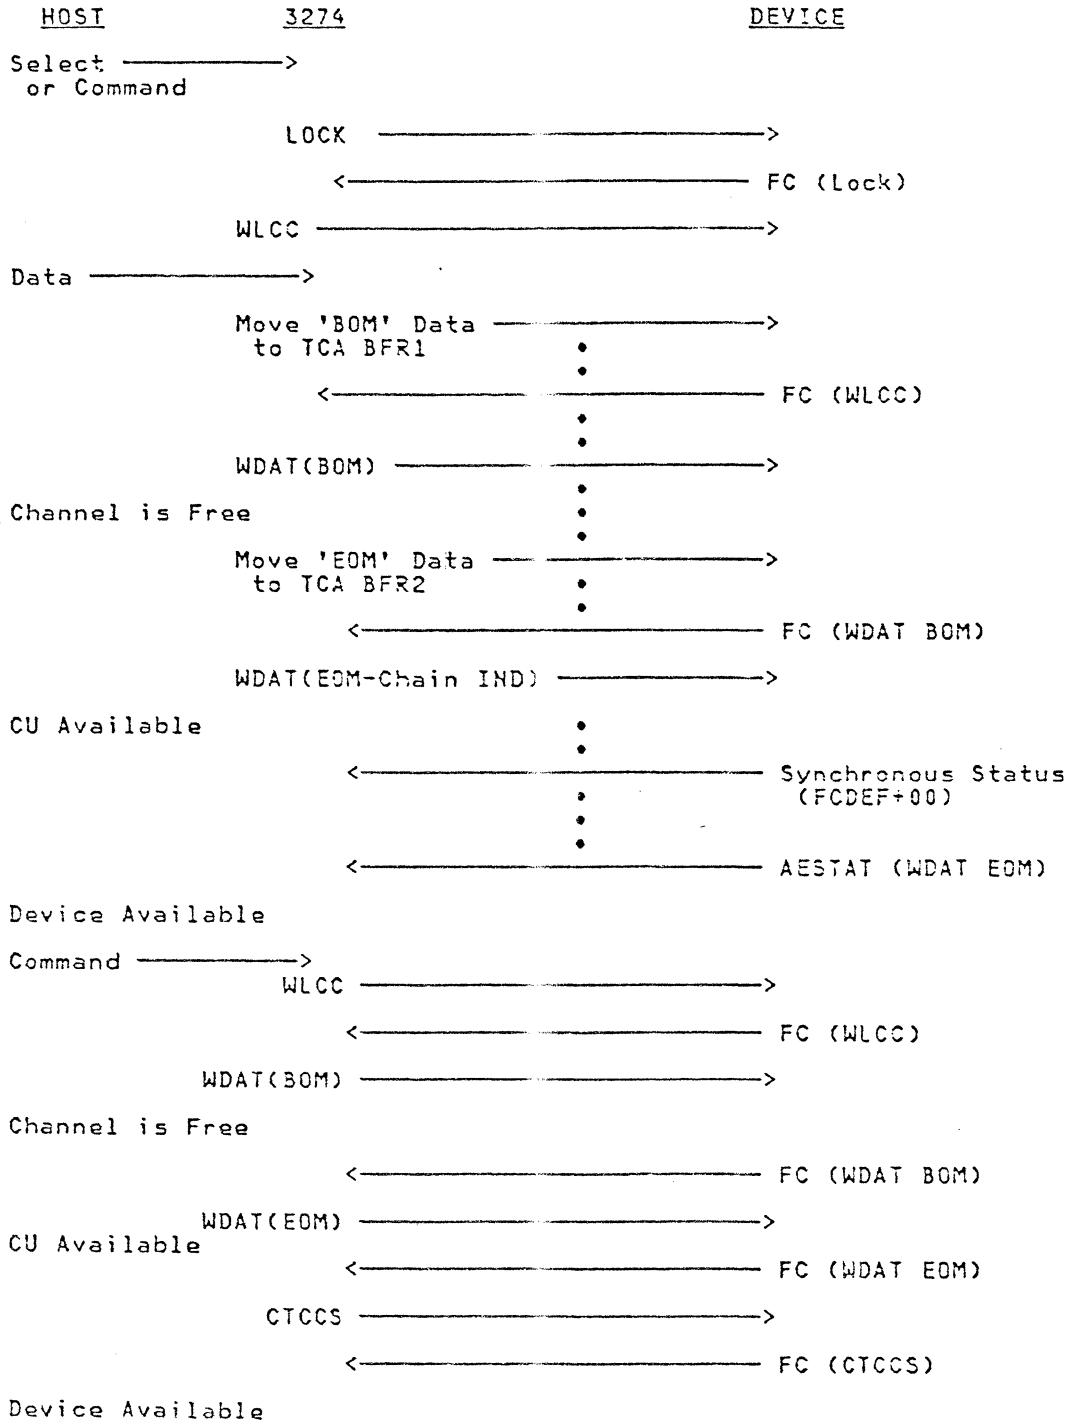 HOST 3274 DEVICE
Select
or Command
LOCK
FC (Lock)
WLCC
Data
Move 'BOM' Data
to TCA BFR1
FC (WLCC)
WDAT(BOM)
Channel is Free
Move 'EOM' Data
to TCA BFR2
FC (WDAT BOM)
WDAT(EOM-Chain IND)
CU Available
Synchronous Status
(FCDEF+00)
AESTAT (WDAT EOM)
Device Available
Command
WLCC
FC (WLCC)
WDAT(BOM)
Channel is Free
FC (WDAT BOM)
WDAT(EOM)
CU Available
FC (WDAT EOM)
CTCCS
FC (CTCCS)
Device Available